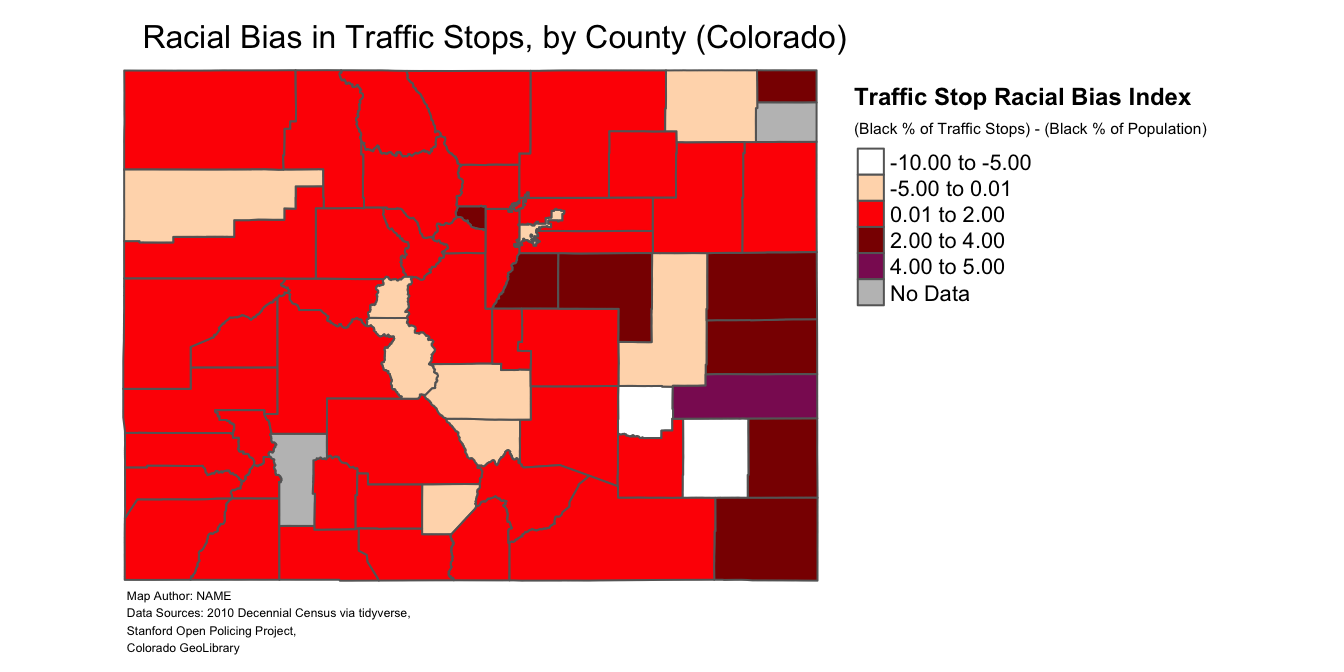 Racial Bias in Traffic Stops, by County (Colorado)
Traffic Stop Racial Bias Index
(Black % of Traffic Stops) - (Black % of Population)
-10.00 to -5.00
-5.00 to 0.01
0.01 to 2.00
2.00 to 4.00
4.00 to 5.00
No Data
Map Author: NAME
Data Sources: 2010 Decennial Census via tidyverse,
Stanford Open Policing Project,
Colorado GeoLibrary